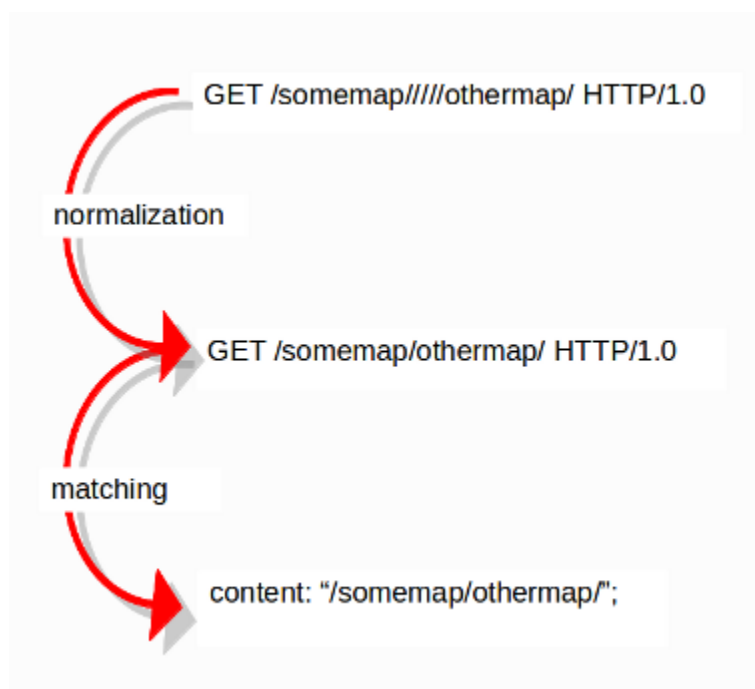 GET /somemap/////othermap/ HTTP/1.0
normalization
GET /somemap/othermap/ HTTP/1.0
matching
content: “/somemap/othermap/”;